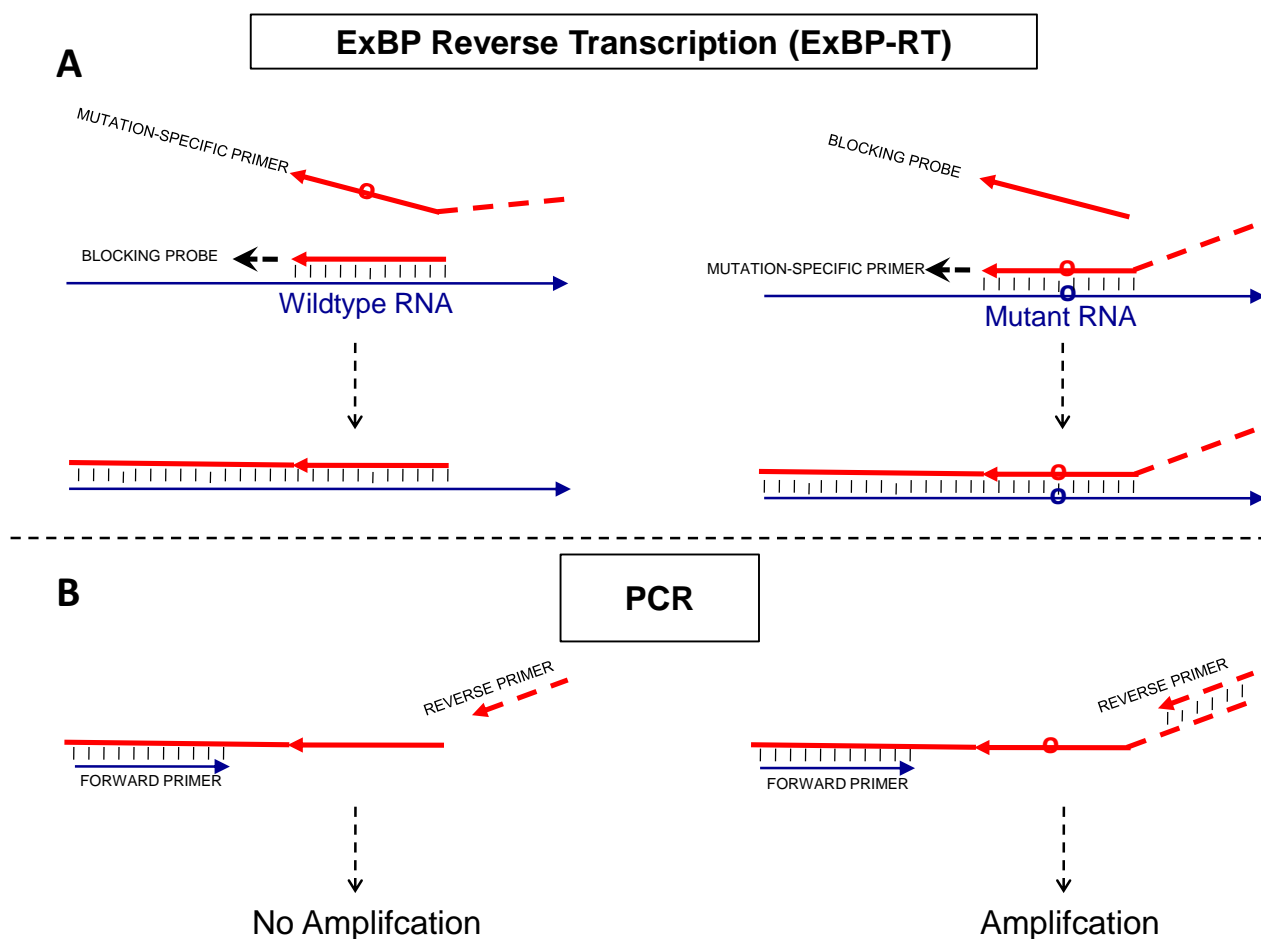 ExBP Reverse Transcription (ExBP-RT)
A
MUTATION-SPECIFIC PRIMER
BLOCKING PROBE
BLOCKING PROBE
MUTATION-SPECIFIC PRIMER
Wildtype RNA
Mutant RNA
B
PCR
REVERSE PRIMER
REVERSE PRIMER
FORWARD PRIMER
FORWARD PRIMER
No Amplifcation
Amplifcation